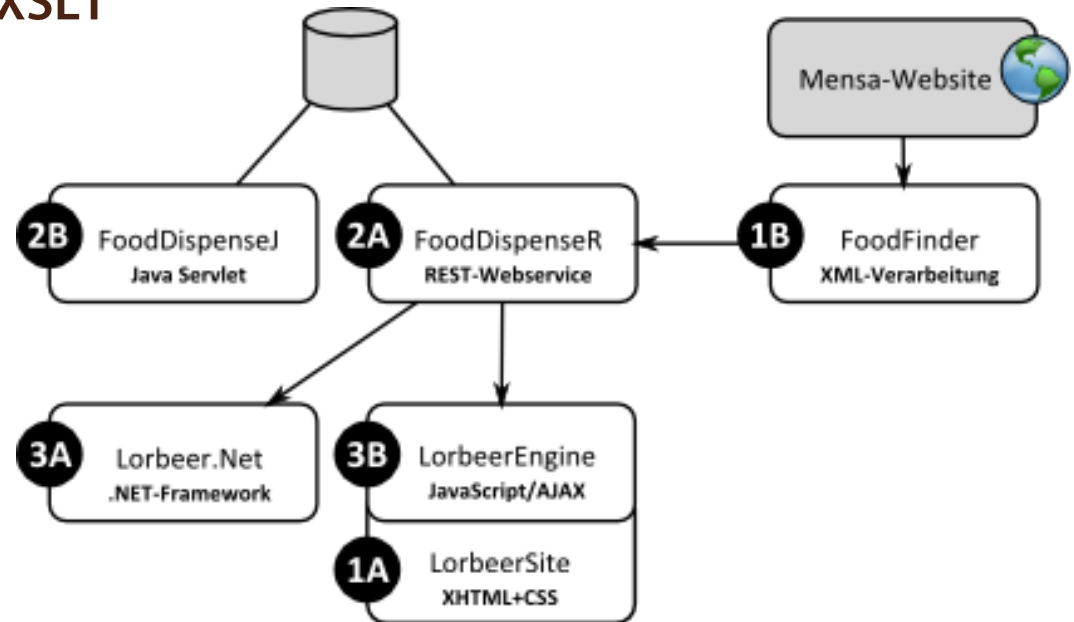 XSLT
Mensa-Website
2B
FoodDispenseJ
Java Servlet
2A
FoodDispenseR
REST-Webservice
1B
FoodFinder
XML-Verarbeitung
3A
Lorbeer.Net
.NET-Framework
3B
LorbeerEngine
JavaScript/AJAX
1A
LorbeerSite
XHTML+CSS